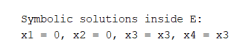 Symbolic solutions inside E:
x1 = 0, x2 = 0, x3 = x3, x4 = x3